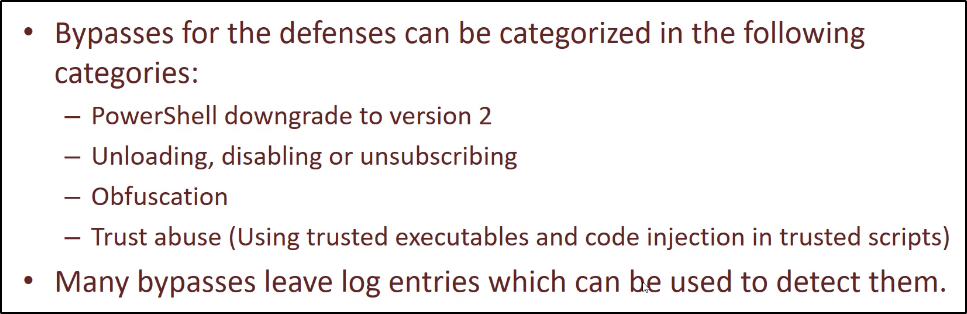 • Bypasses for the defenses can be categorized in the following
categories:
– PowerShell downgrade to version 2
– Unloading, disabling or unsubscribing
– Obfuscation
– Trust abuse (Using trusted executables and code injection in trusted scripts)
• Many bypasses leave log entries which can be used to detect them.